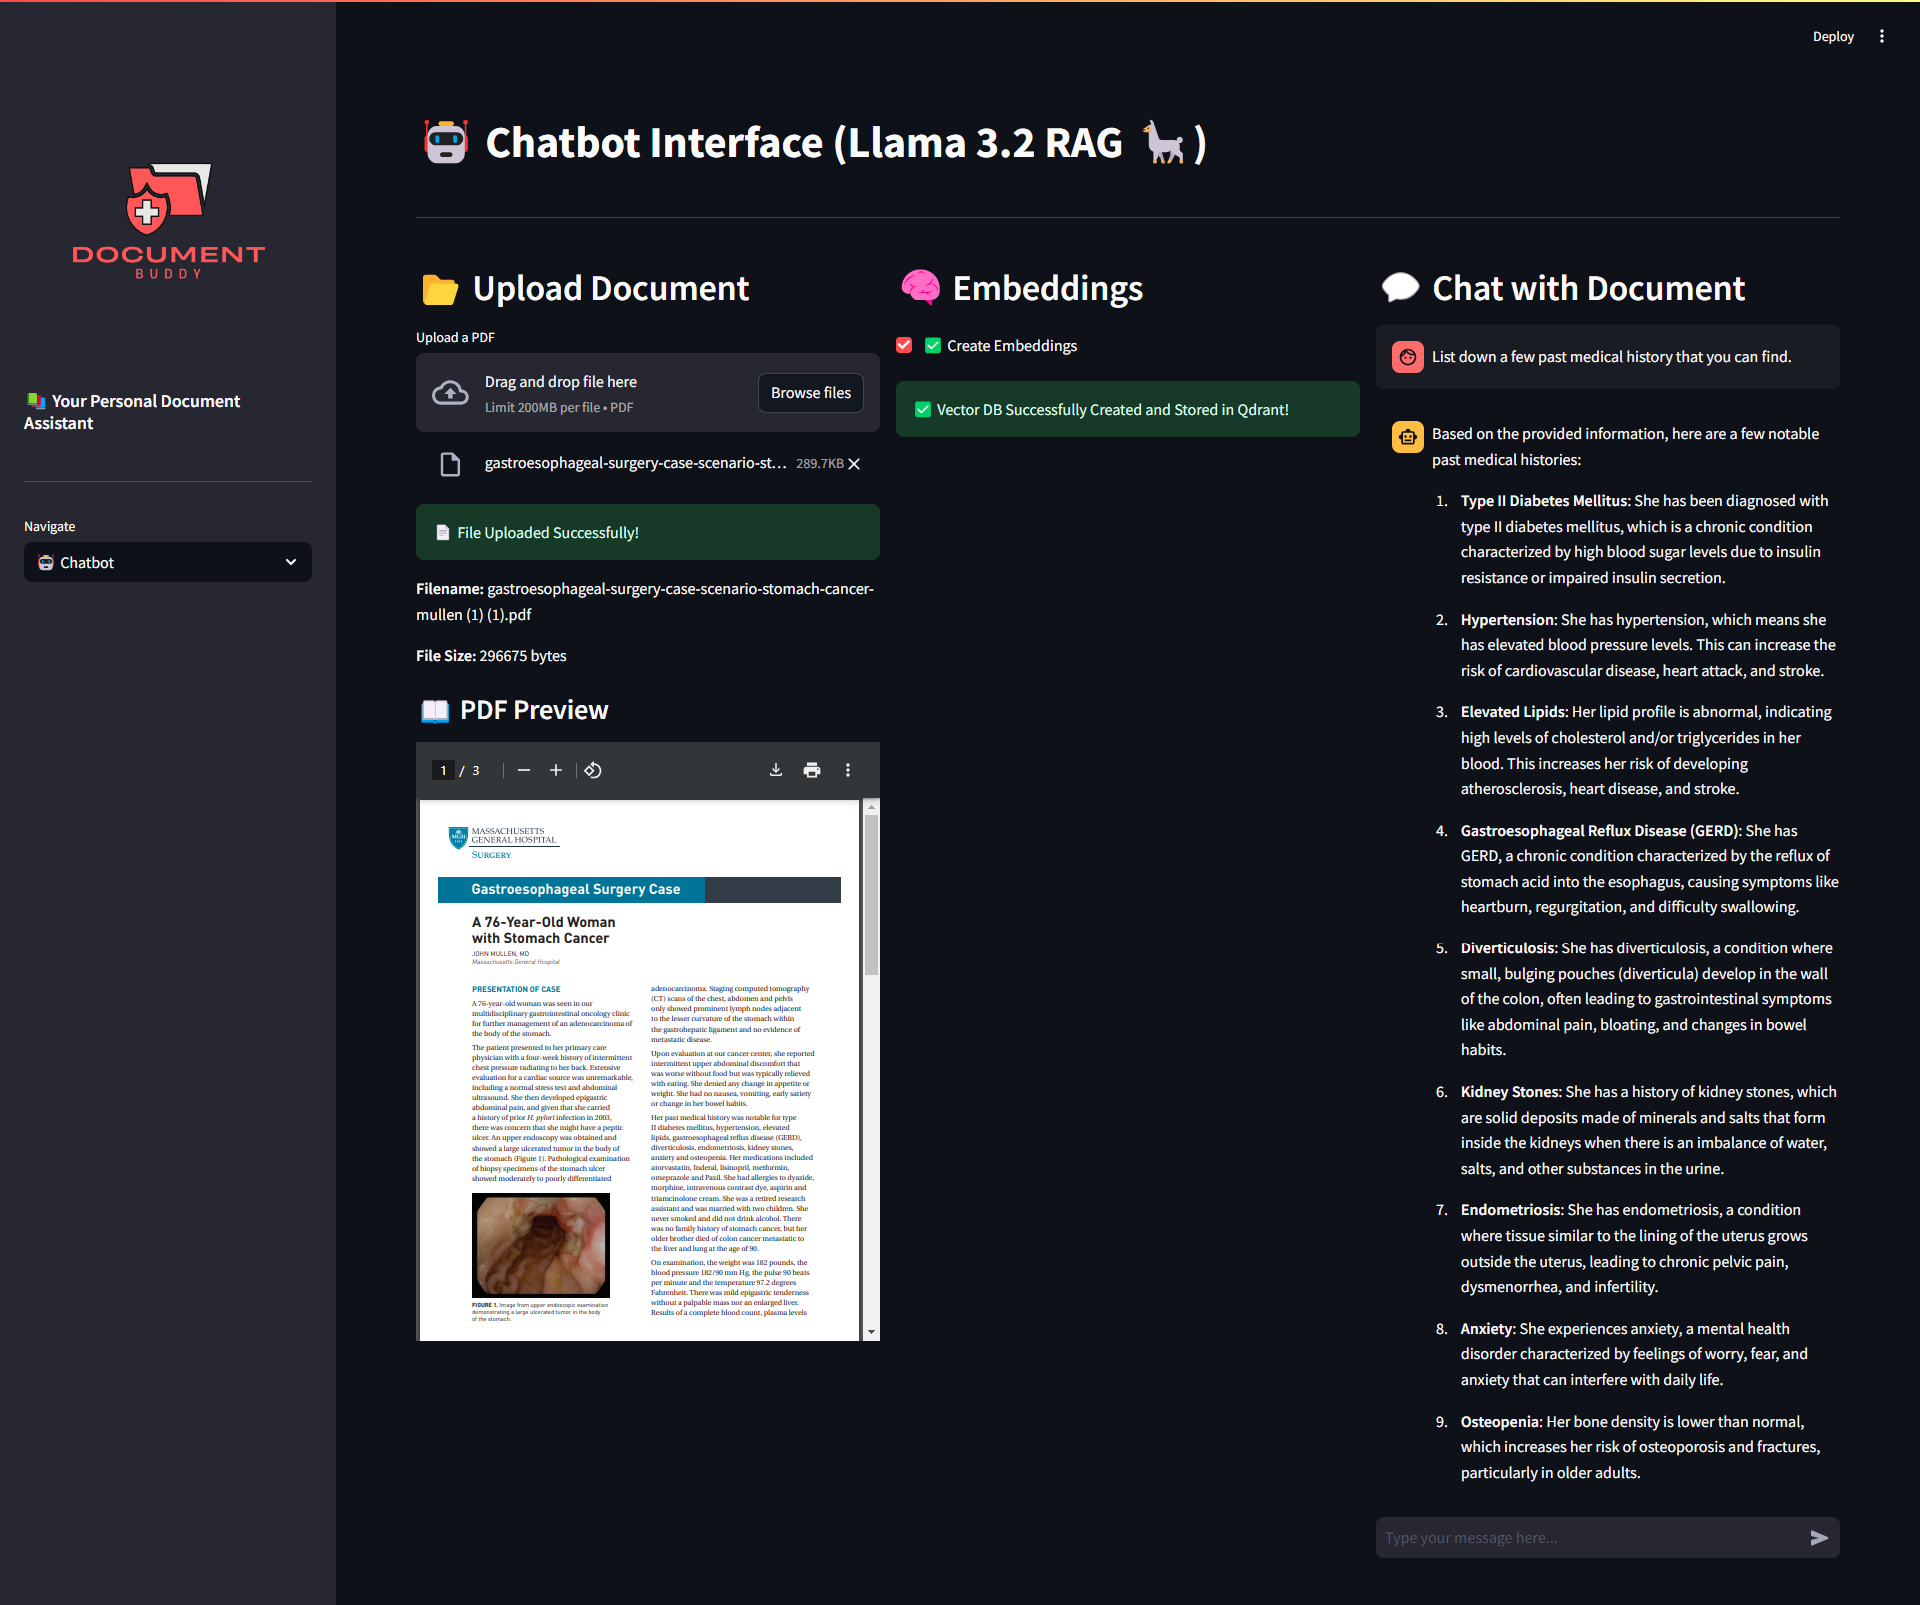 Deploy
DOCUMENT
BUDDY
📚 Your Personal Document
Assistant
Navigate
🤖 Chatbot
🤖 Chatbot Interface (Llama 3.2 RAG 🦙)
📂 Upload Document
Upload a PDF
Drag and drop file here
Limit 200MB per file • PDF
Browse files
gastroesophageal-surgery-case-scenario-st... 289.7KB
📄 File Uploaded Successfully!
Filename: gastroesophageal-surgery-case-scenario-stomach-cancer-
mullen (1) (1).pdf
File Size: 296675 bytes
📖 PDF Preview
1 / 3
MGH
1811
MASSACHUSETTS
GENERAL HOSPITAL
SURGERY
Gastroesophageal Surgery Case
A 76-Year-Old Woman
with Stomach Cancer
JOHN MULLEN, MD
Massachusetts General Hospital
PRESENTATION OF CASE
A 76-year-old woman was seen in our
multidisciplinary gastrointestinal oncology clinic
for further management of an adenocarcinoma of
the body of the stomach.
The patient presented to her primary care
physician with a four-week history of intermittent
chest pressure radiating to her back. Extensive
evaluation for a cardiac source was unremarkable,
including a normal stress test and abdominal
ultrasound. She then developed epigastric
abdominal pain, and given that she carried
a history of prior H. pylori infection in 2003,
there was concern that she might have a peptic
ulcer. An upper endoscopy was obtained and
showed a large ulcerated tumor in the body of
the stomach (Figure 1). Pathological examination
of biopsy specimens of the stomach ulcer
showed moderately to poorly differentiated
FIGURE 1. Image from upper endoscopic examination
demonstrating a large ulcerated tumor in the body
of the stomach.
adenocarcinoma. Staging computed tomography
(CT) scans of the chest, abdomen and pelvis
only showed prominent lymph nodes adjacent
to the lesser curvature of the stomach within
the gastrohepatic ligament and no evidence of
metastatic disease.
Upon evaluation at our cancer center, she reported
intermittent upper abdominal discomfort that
was worse without food but was typically relieved
with eating. She denied any change in appetite or
weight. She had no nausea, vomiting, early satiety
or change in her bowel habits.
Her past medical history was notable for type
II diabetes mellitus, hypertension, elevated
lipids, gastroesophageal reflux disease (GERD),
diverticulosis, endometriosis, kidney stones,
anxiety and osteopenia. Her medications included
atorvastatin, Inderal, lisinopril, metformin,
omeprazole and Paxil. She had allergies to dyazide,
morphine, intravenous contrast dye, aspirin and
triamcinolone cream. She was a retired research
assistant and was married with two children. She
never smoked and did not drink alcohol. There
was no family history of stomach cancer, but her
older brother died of colon cancer metastatic to
the liver and lung at the age of 90.
On examination, the weight was 182 pounds, the
blood pressure 182/90 mm Hg, the pulse 90 beats
per minute and the temperature 97.2 degrees
Fahrenheit. There was mild epigastric tenderness
without a palpable mass nor an enlarged liver.
Results of a complete blood count, plasma levels
🧠 Embeddings
✅ Create Embeddings
✅ Vector DB Successfully Created and Stored in Qdrant!
💬 Chat with Document
List down a few past medical history that you can find.
Based on the provided information, here are a few notable
past medical histories:
1. Type II Diabetes Mellitus: She has been diagnosed with
type II diabetes mellitus, which is a chronic condition
characterized by high blood sugar levels due to insulin
resistance or impaired insulin secretion.
2. Hypertension: She has hypertension, which means she
has elevated blood pressure levels. This can increase the
risk of cardiovascular disease, heart attack, and stroke.
3. Elevated Lipids: Her lipid profile is abnormal, indicating
high levels of cholesterol and/or triglycerides in her
blood. This increases her risk of developing
atherosclerosis, heart disease, and stroke.
4. Gastroesophageal Reflux Disease (GERD): She has
GERD, a chronic condition characterized by the reflux of
stomach acid into the esophagus, causing symptoms like
heartburn, regurgitation, and difficulty swallowing.
5. Diverticulosis: She has diverticulosis, a condition where
small, bulging pouches (diverticula) develop in the wall
of the colon, often leading to gastrointestinal symptoms
like abdominal pain, bloating, and changes in bowel
habits.
6. Kidney Stones: She has a history of kidney stones, which
are solid deposits made of minerals and salts that form
inside the kidneys when there is an imbalance of water,
salts, and other substances in the urine.
7. Endometriosis: She has endometriosis, a condition
where tissue similar to the lining of the uterus grows
outside the uterus, leading to chronic pelvic pain,
dysmenorrhea, and infertility.
8. Anxiety: She experiences anxiety, a mental health
disorder characterized by feelings of worry, fear, and
anxiety that can interfere with daily life.
9. Osteopenia: Her bone density is lower than normal,
which increases her risk of osteoporosis and fractures,
particularly in older adults.
Type your message here...